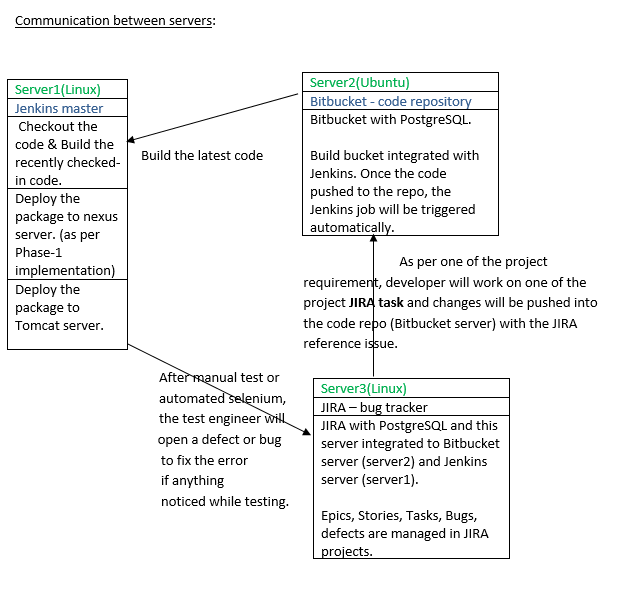 Communication between servers:
Server1(Linux)
Jenkins master
Checkout the
code & Build the
recently checked-
in code.
Deploy the
package to nexus
server. (as per
Phase-1
implementation)
Deploy the
package to
Tomcat server.
Build the latest code
Server2(Ubuntu)
Bitbucket - code repository
Bitbucket with PostgreSQL.
Build bucket integrated with
Jenkins. Once the code
pushed to the repo, the
Jenkins job will be triggered
automatically.
As per one of the project
requirement, developer will work on one of the
project JIRA task and changes will be pushed into
the code repo (Bitbucket server) with the JIRA
reference issue.
After manual test or
automated selenium,
the test engineer will
open a defect or bug
to fix the error
if anything
noticed while testing.
Server3(Linux)
JIRA – bug tracker
JIRA with PostgreSQL and this
server integrated to Bitbucket
server (server2) and Jenkins
server (server1).
Epics, Stories, Tasks, Bugs,
defects are managed in JIRA
projects.